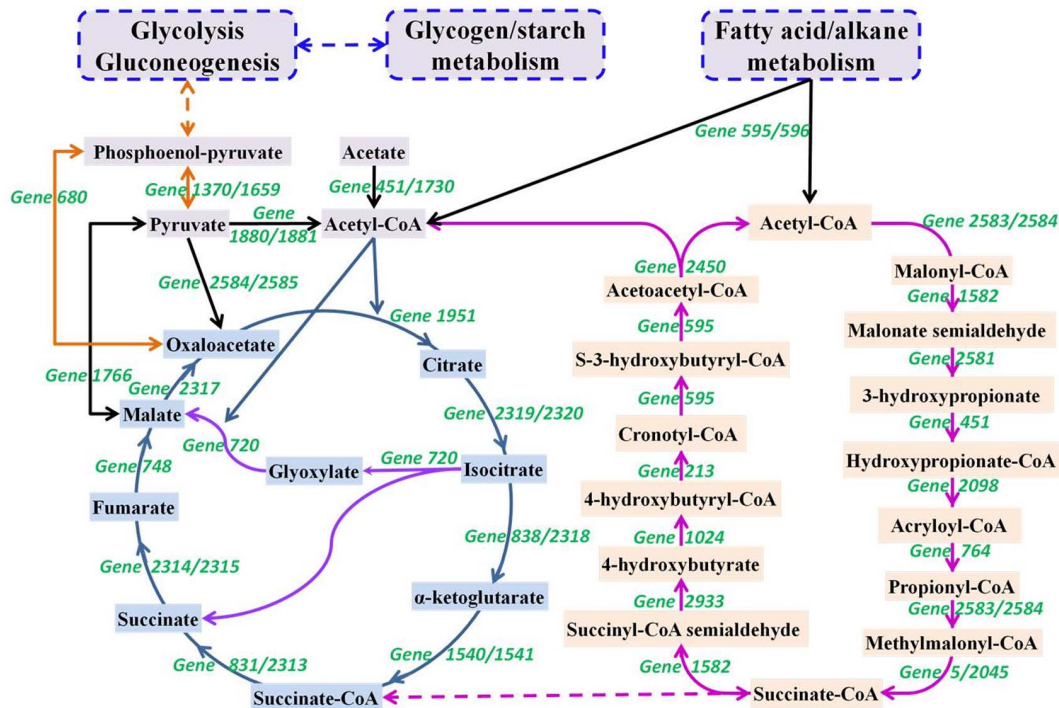 Glycolysis
Gluconeogenesis
Glycogen/starch
metabolism
Fatty acid/alkane
metabolism
Gene 595/596
Phosphoenol-pyruvate
Acetate
Gene 680
Gene 1370/1659
Gene 451/1730
Pyruvate
Gene
1880/1881
Acetyl-CoA
Acetyl-CoA
Gene 2583/2584
Gene 2584/2585
Gene 2450
Malonyl-CoA
Acetoacetyl-CoA
Gene 1582
Gene 1951
Gene 595
Malonate semialdehyde
Oxaloacetate
Citrate
S-3-hydroxybutyryl-CoA
Gene 2581
Gene 1766
Gene 2317
Gene 595
3-hydroxypropionate
Malate
Gene 2319/2320
Gene 451
Gene 720
Cronotyl-CoA
Gene 748
Glyoxylate
Gene 720
Isocitrate
Gene 213
Hydroxypropionate-CoA
Gene 2098
Fumarate
4-hydroxybutyryl-CoA
Acryloyl-CoA
Gene 838/2318
Gene 1024
Gene 764
Gene 2314/2315
4-hydroxybutyrate
Propionyl-CoA
α-ketoglutarate
Gene 2933
Gene 2583/2584
Succinate
Succinyl-CoA semialdehyde
Methylmalonyl-CoA
Gene 831/2313
Gene 1540/1541
Gene 1582
Gene 5/2045
Succinate-CoA
Succinate-CoA